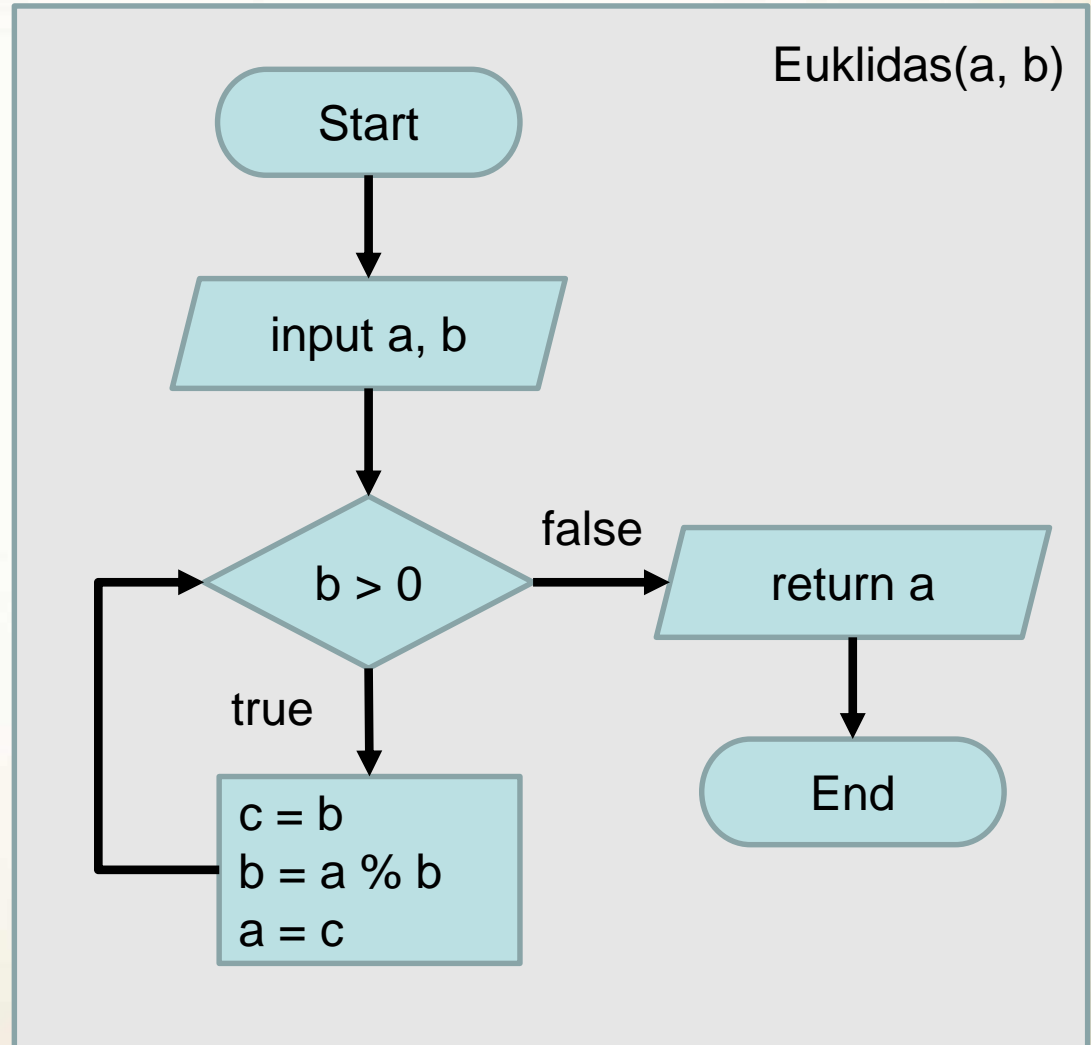 Euklidas(a, b)
Start
input a, b
b > 0
false
return a
true
End
c = b
b = a % b
a = c